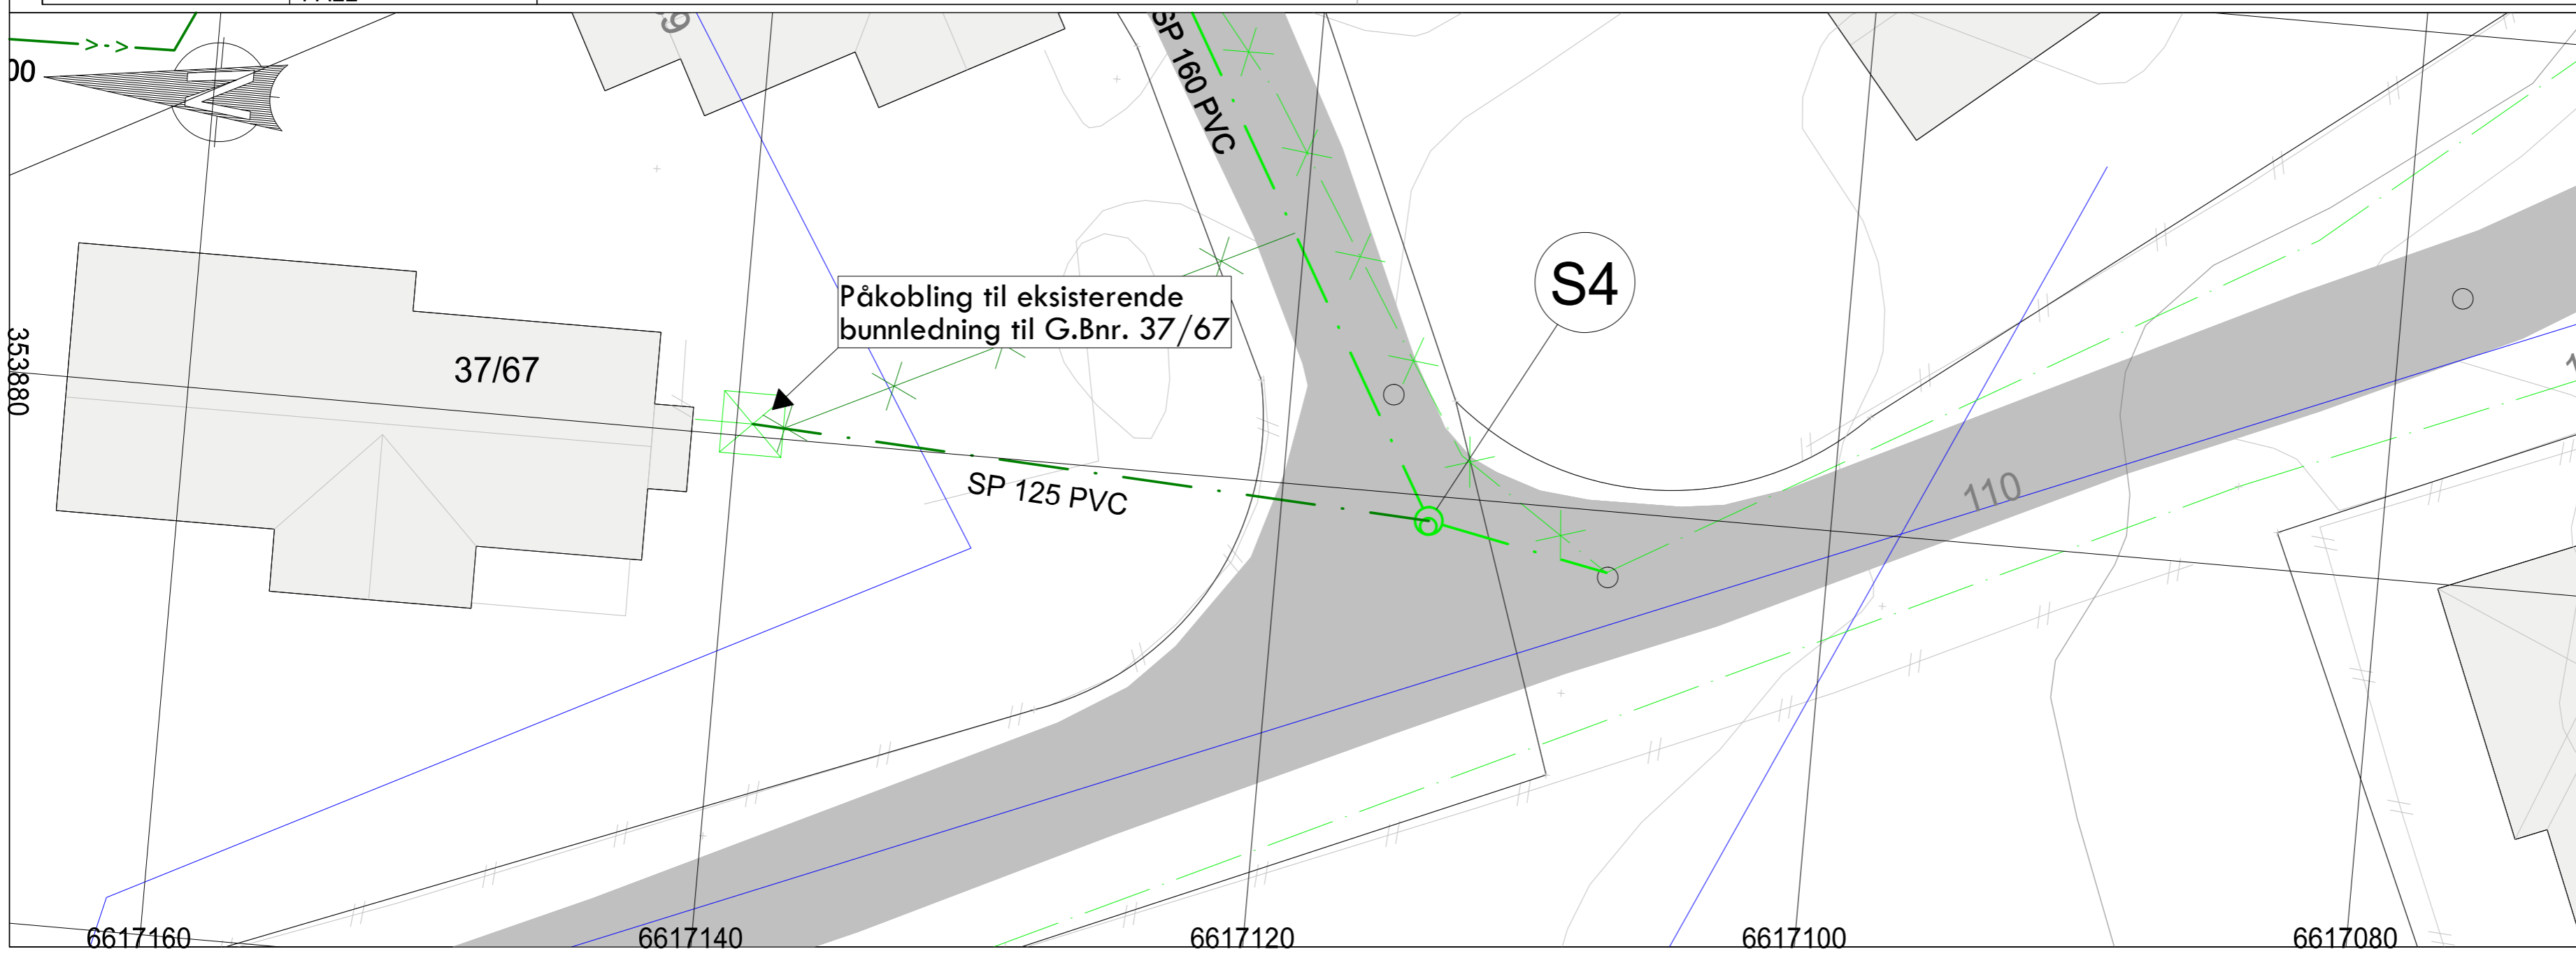 SP 160 PVC
S4
Påkobling til eksisterende
bunnledning til G.Bnr. 37/67
37/67
353880
SP 125 PVC
110
N
6617160
6617140
6617120
6617100
6617080